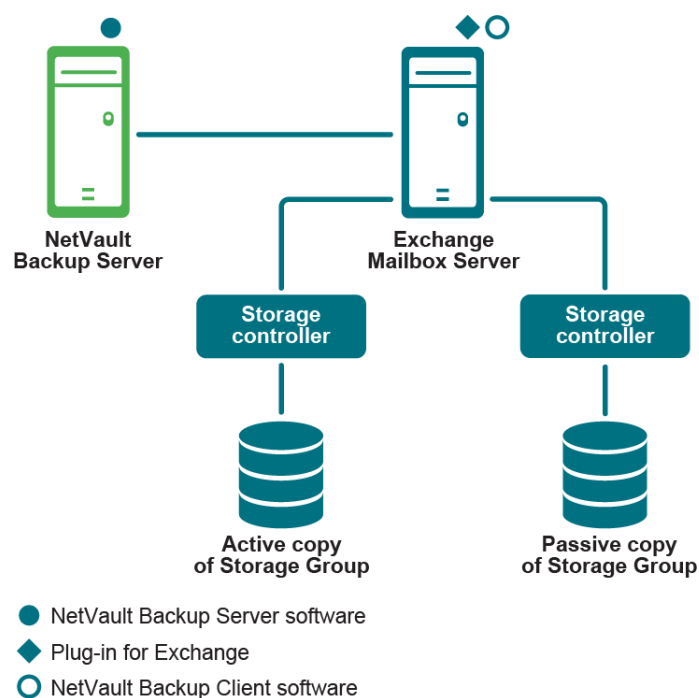 NetVault
Backup Server
Exchange
Mailbox Server
Storage
controller
Storage
controller
Active copy
of Storage Group
Passive copy
of Storage Group
NetVault Backup Server software
Plug-in for Exchange
NetVault Backup Client software